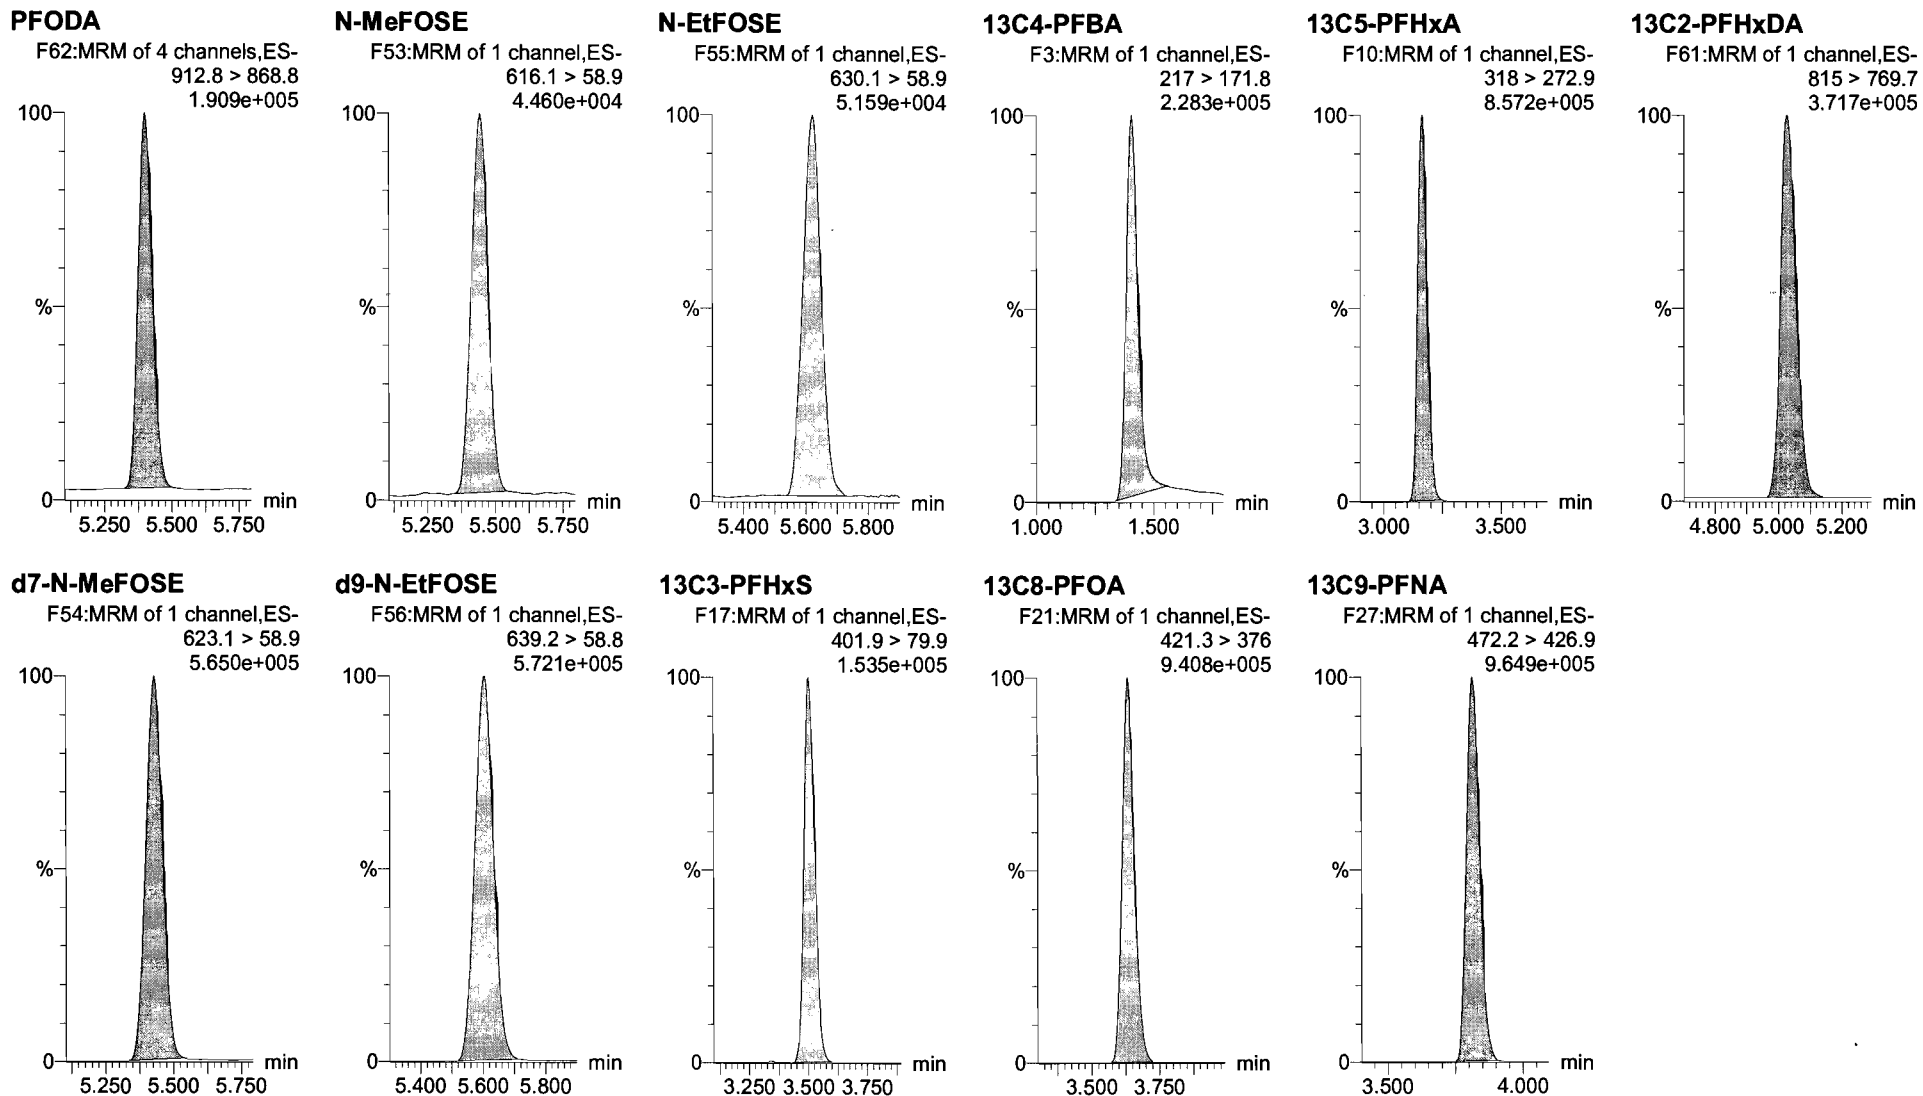 PFODA
F62:MRM of 4 channels,ES-
912.8 > 868.8
1.909e+005
100
%
0
min
5.250 5.500 5.750
N-MeFOSE
F53:MRM of 1 channel,ES-
616.1 > 58.9
4.460e+004
100
%
0
min
5.250 5.500 5.750
N-EtFOSE
F55:MRM of 1 channel,ES-
630.1 > 58.9
5.159e+004
100
%
0
min
5.400 5.600 5.800
13C4-PFBA
F3:MRM of 1 channel,ES-
217 > 171.8
2.283e+005
100
%
0
min
1.000 1.500
13C5-PFHxA
F10:MRM of 1 channel,ES-
318 > 272.9
8.572e+005
100
%
0
min
3.000 3.500
13C2-PFHxDA
F61:MRM of 1 channel,ES-
815 > 769.7
3.717e+005
100
%
0
min
4.800 5.000 5.200
d7-N-MeFOSE
F54:MRM of 1 channel,ES-
623.1 > 58.9
5.650e+005
100
%
0
min
5.250 5.500 5.750
d9-N-EtFOSE
F56:MRM of 1 channel,ES-
639.2 > 58.8
5.721e+005
100
%
0
min
5.400 5.600 5.800
13C3-PFHxS
F17:MRM of 1 channel,ES-
401.9 > 79.9
1.535e+005
100
%
0
min
3.250 3.500 3.750
13C8-PFOA
F21:MRM of 1 channel,ES-
421.3 > 376
9.408e+005
100
%
0
min
3.500 3.750
13C9-PFNA
F27:MRM of 1 channel,ES-
472.2 > 426.9
9.649e+005
100
%
0
min
3.500 4.000